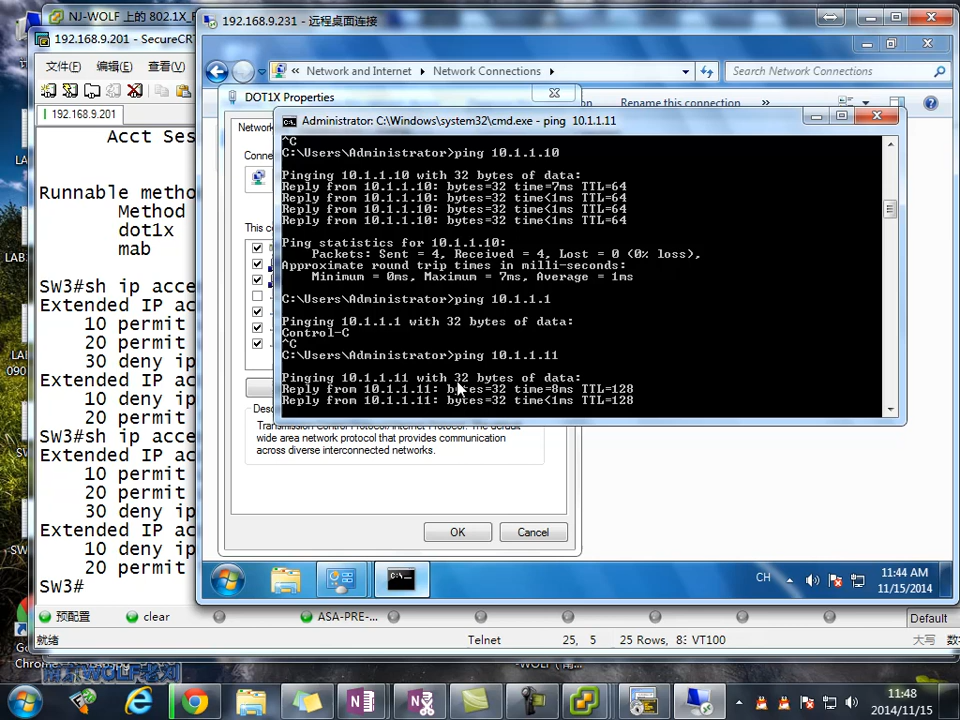 NJ-WOLF 上的 802.1X_
192.168.9.231 - 远程桌面连接
192.168.9.201 - SecureCRT
文件(F) 编辑(E) 查看(V)
192.168.9.201
Acct Ses
Runnable metho
Method
dot1x
mab
SW3#sh ip acce
Extended IP ac
10 permit
20 permit
30 deny ip
SW3#sh ip acce
Extended IP ac
10 permit
20 permit
30 deny ip
Extended IP ac
10 deny ip
20 permit
SW3#
« Network and Internet Network Connections
Search Network Connections
Rename this connection »
DOT1X Properties
Network
Conne
This co
Administrator: C:\Windows\system32\cmd.exe - ping 10.1.1.11
^C
C:\Users\Administrator>ping 10.1.1.10
Pinging 10.1.1.10 with 32 bytes of data:
Reply from 10.1.1.10: bytes=32 time=7ms TTL=64
Reply from 10.1.1.10: bytes=32 time<1ms TTL=64
Reply from 10.1.1.10: bytes=32 time<1ms TTL=64
Reply from 10.1.1.10: bytes=32 time<1ms TTL=64
Ping statistics for 10.1.1.10:
Packets: Sent = 4, Received = 4, Lost = 0 (0% loss),
Approximate round trip times in milli-seconds:
Minimum = 0ms, Maximum = 7ms, Average = 1ms
C:\Users\Administrator>ping 10.1.1.1
Pinging 10.1.1.1 with 32 bytes of data:
Control-C
^C
C:\Users\Administrator>ping 10.1.1.11
Pinging 10.1.1.11 with 32 bytes of data:
Reply from 10.1.1.11: bytes=32 time=8ms TTL=128
Reply from 10.1.1.11: bytes=32 time<1ms TTL=128
Desc
Transmission Control Protocol/Internet Protocol. The default
wide area network protocol that provides communication
across diverse interconnected networks.
OK Cancel
CH
11:44 AM
11/15/2014
预配置 clear ASA-PRE-... Default
就绪 Telnet 25, 5 25 Rows, 83 VT100 大写 数
Chrome
南京WOLF老刘
11:48
2014/11/15